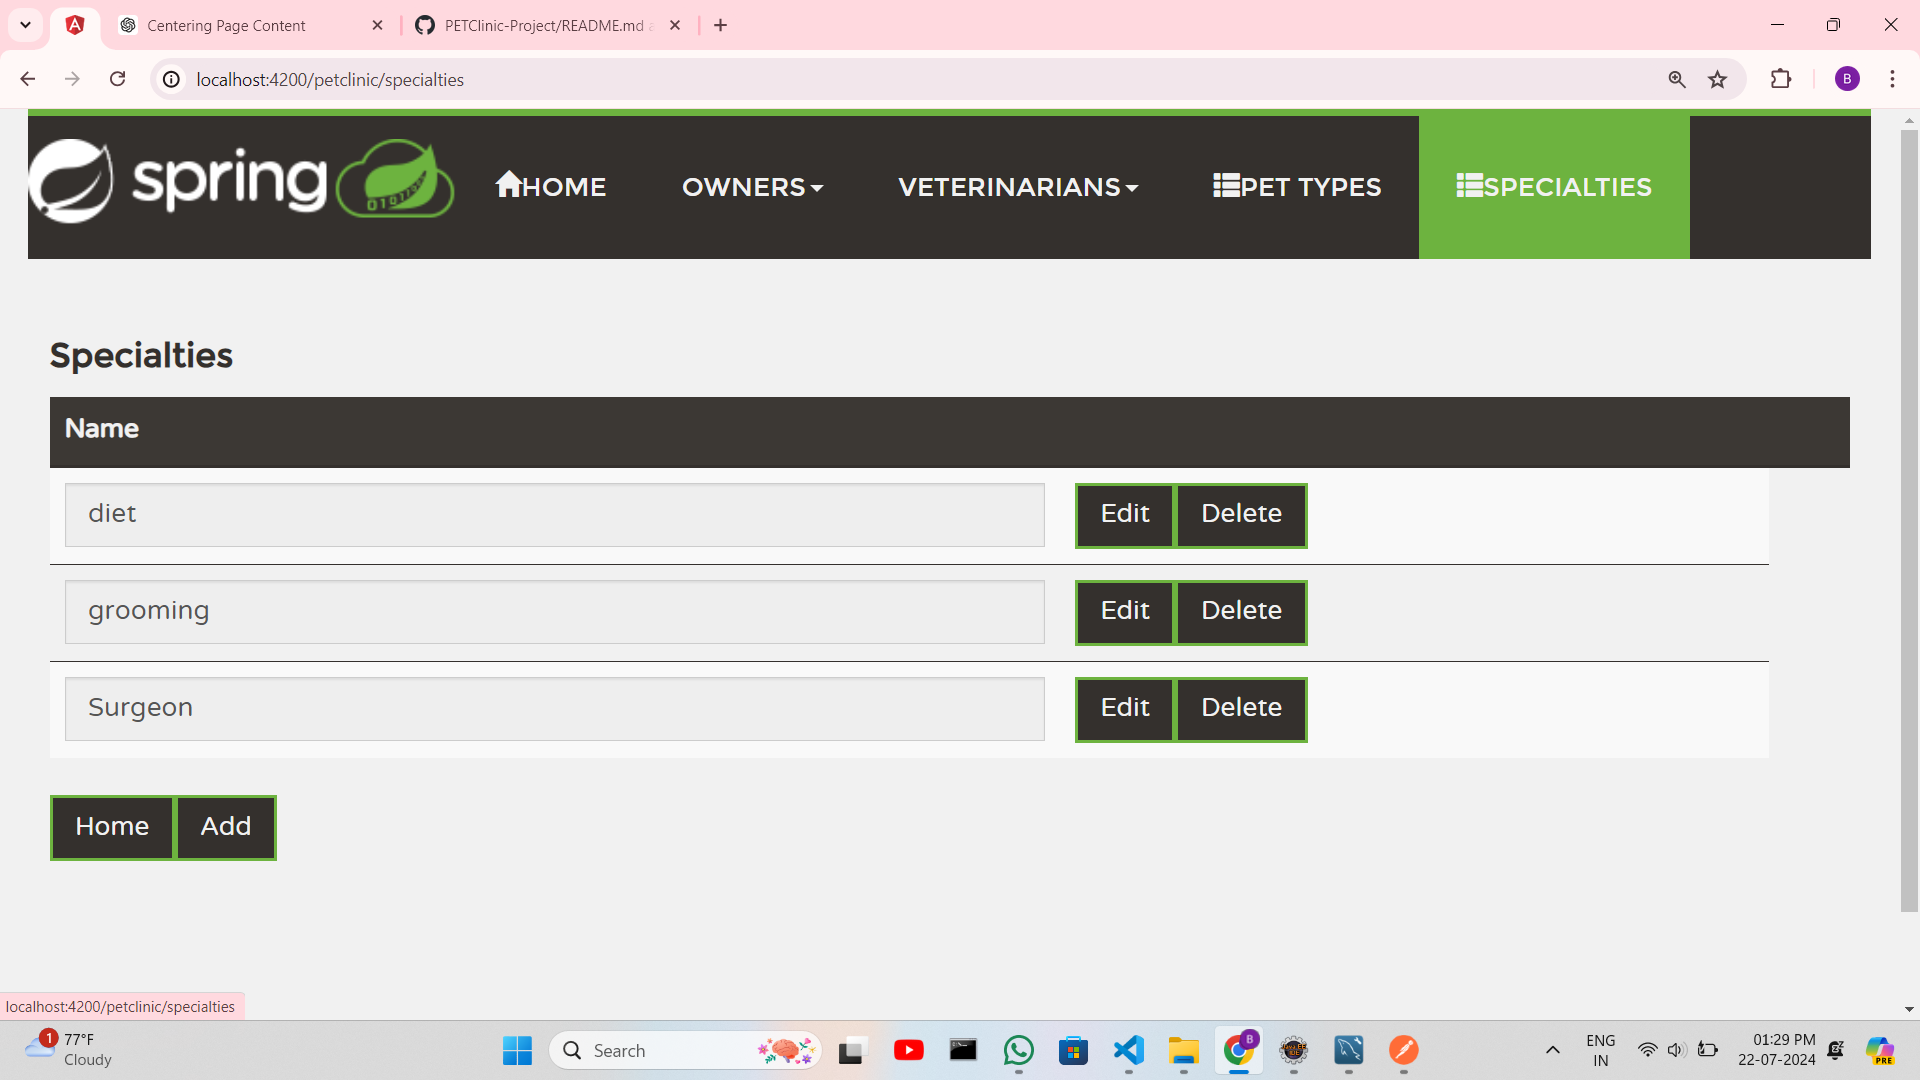 Centering Page Content
PETClinic-Project/README.md a
localhost:4200/petclinic/specialties
spring
HOME
OWNERS
VETERINARIANS
PET TYPES
SPECIALTIES
Specialties
Name
diet
Edit
Delete
grooming
Edit
Delete
Surgeon
Edit
Delete
Home
Add
localhost:4200/petclinic/specialties
1
77°F
Cloudy
Search
B
B
ENG
IN
01:29 PM
22-07-2024
PRE